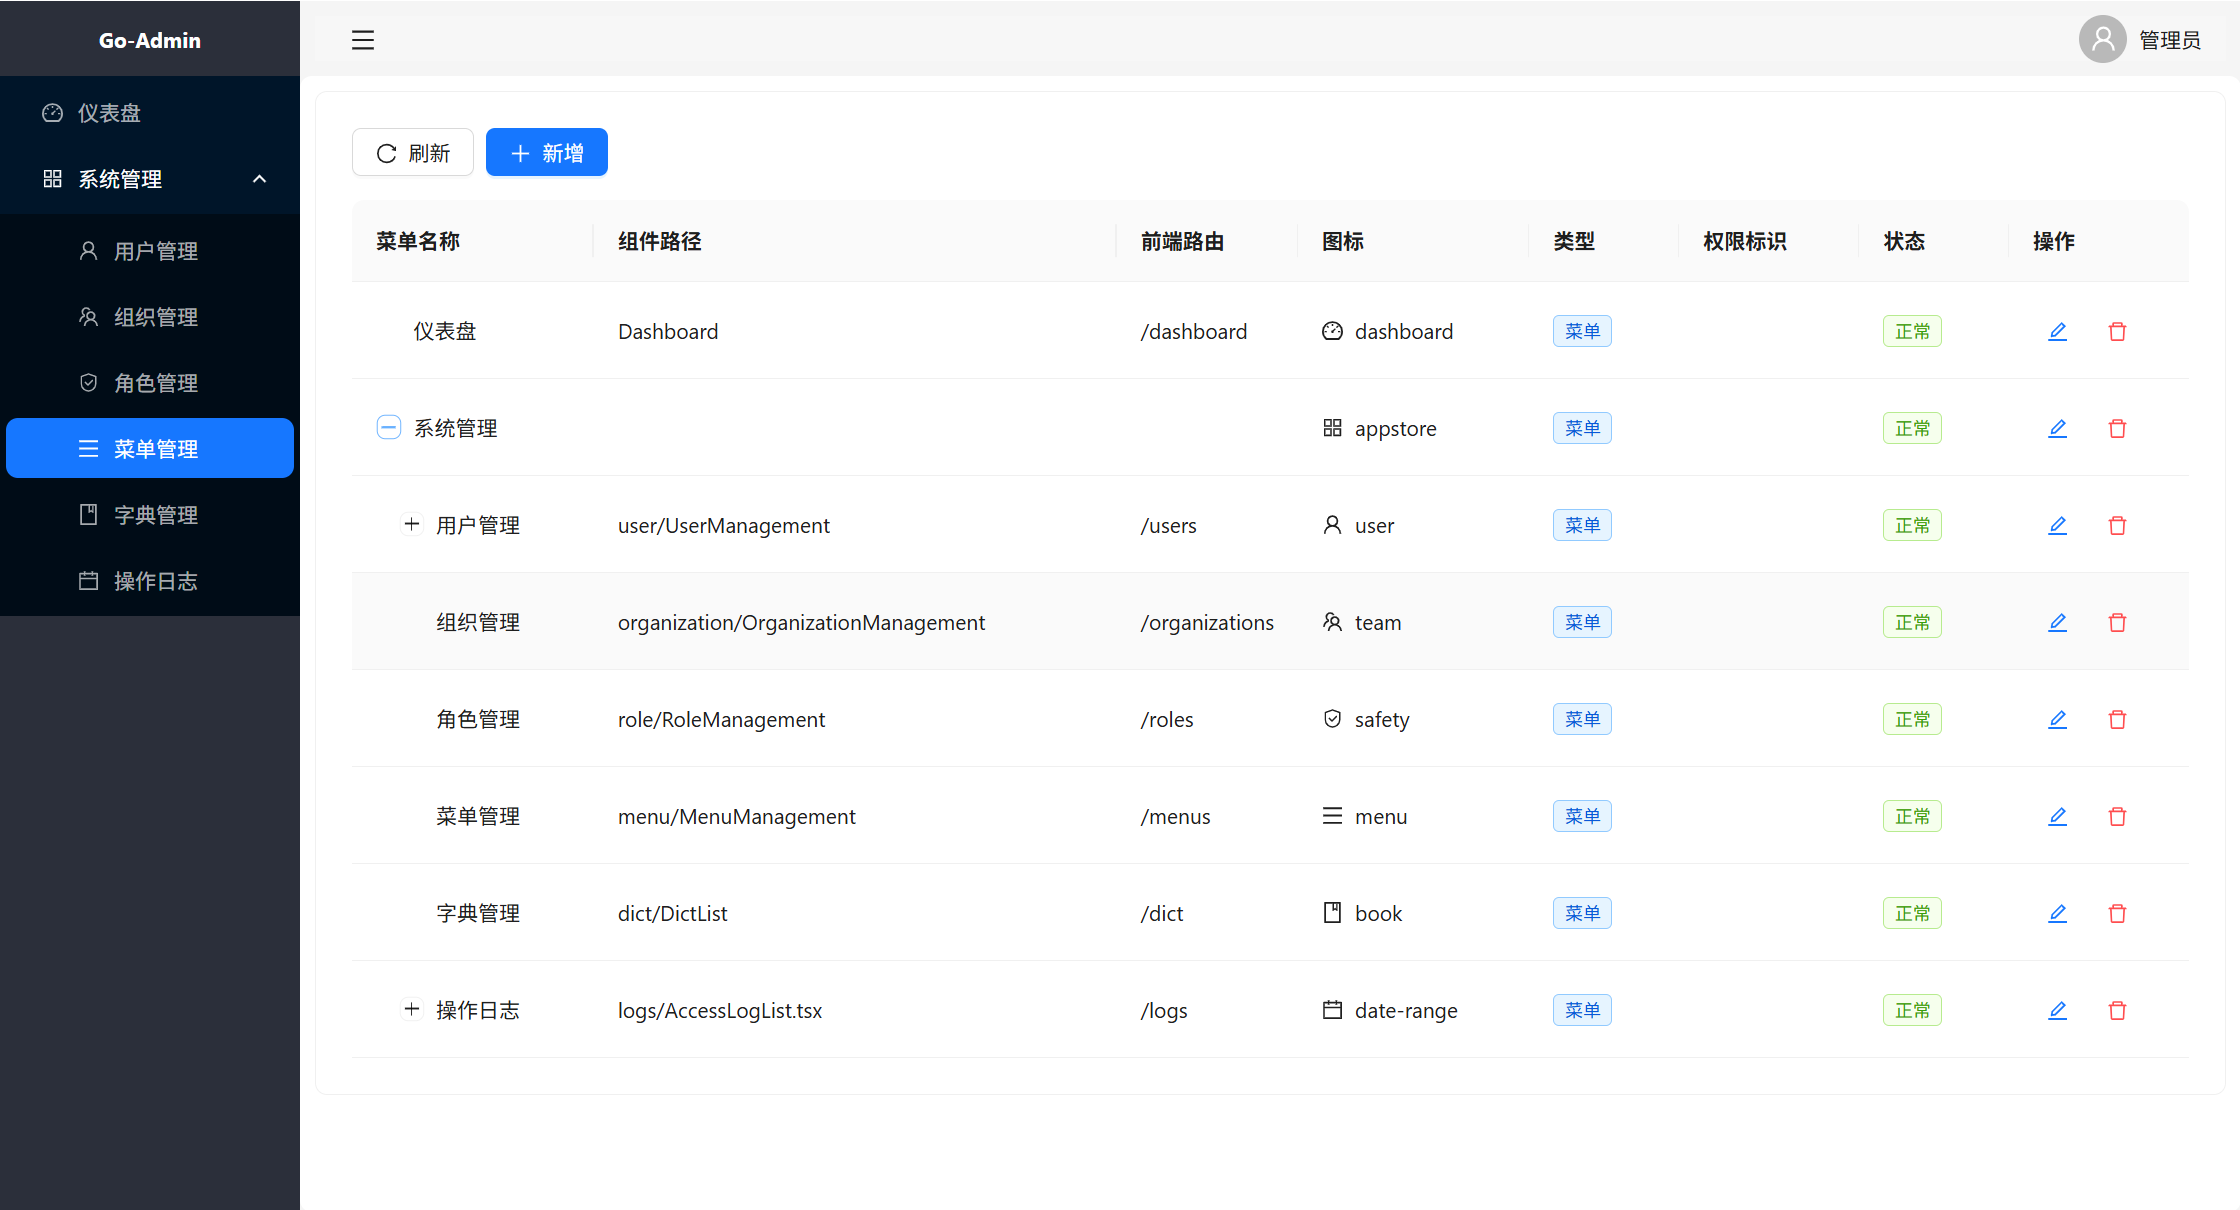 Go-Admin
管理员
仪表盘
系统管理
用户管理
组织管理
角色管理
菜单管理
字典管理
操作日志
刷新 新增
菜单名称 组件路径 前端路由 图标 类型 权限标识 状态 操作
仪表盘 Dashboard /dashboard dashboard 菜单 正常
系统管理 appstore 菜单 正常
用户管理 user/UserManagement /users user 菜单 正常
组织管理 organization/OrganizationManagement /organizations team 菜单 正常
角色管理 role/RoleManagement /roles safety 菜单 正常
菜单管理 menu/MenuManagement /menus menu 菜单 正常
字典管理 dict/DictList /dict book 菜单 正常
操作日志 logs/AccessLogList.tsx /logs date-range 菜单 正常